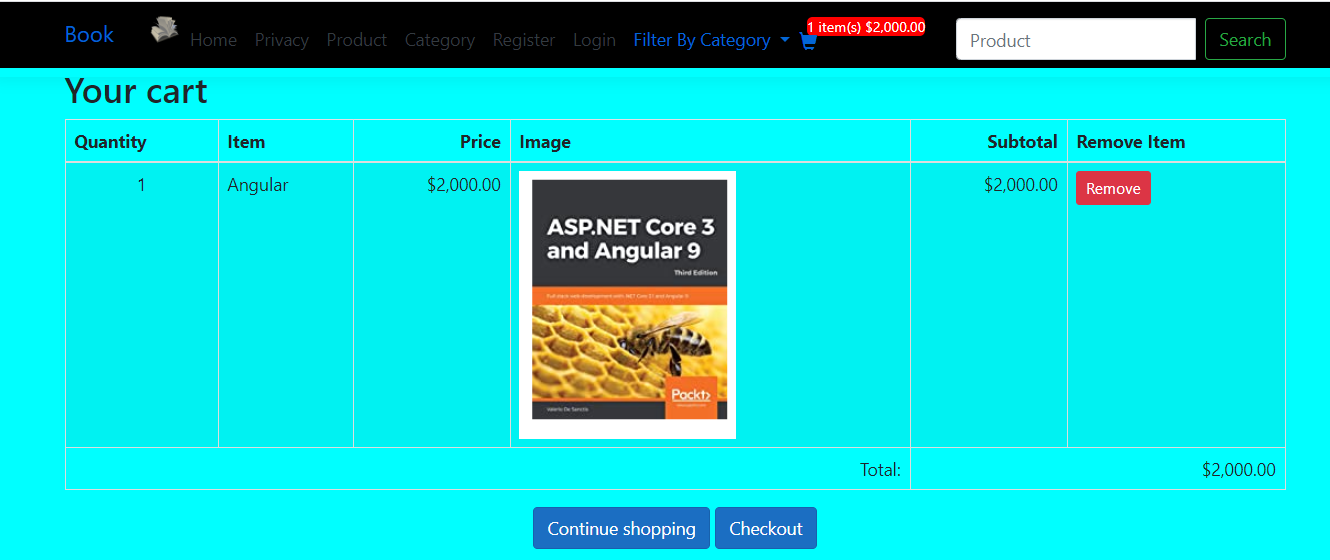 Book Home Privacy Product Category Register Login Filter By Category 1 item(s) $2,000.00 Product Search
Your cart
Quantity Item Price Image Subtotal Remove Item
1 Angular $2,000.00 $2,000.00 Remove
ASP.NET Core 3
and Angular 9
Third Edition
Full stack web development with .NET Core 3.1 and Angular 9
Packt>
Valerio De Sanctis
Total: $2,000.00
Continue shopping Checkout